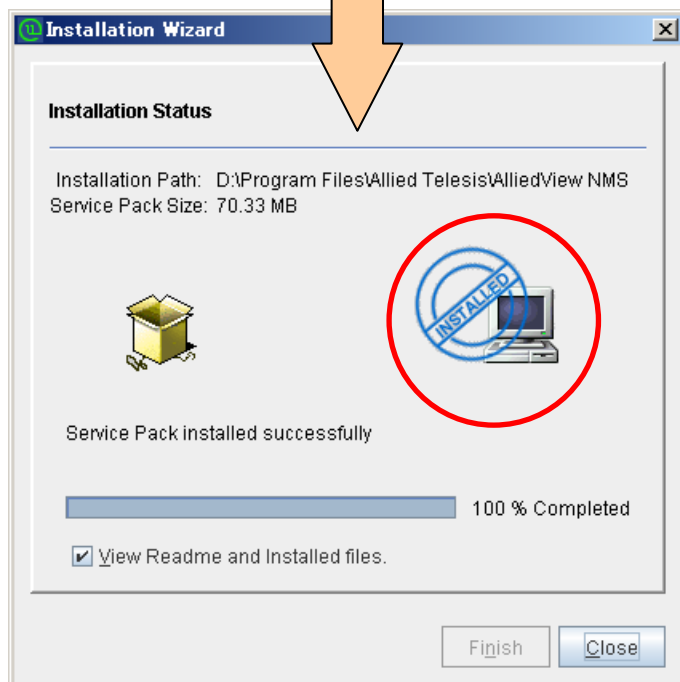 Installation Wizard
Installation Status
Installation Path: D:\Program Files\Allied Telesis\AlliedView NMS
Service Pack Size: 70.33 MB
INSTALLED
Service Pack installed successfully
100 % Completed
View Readme and Installed files.
Finish Close